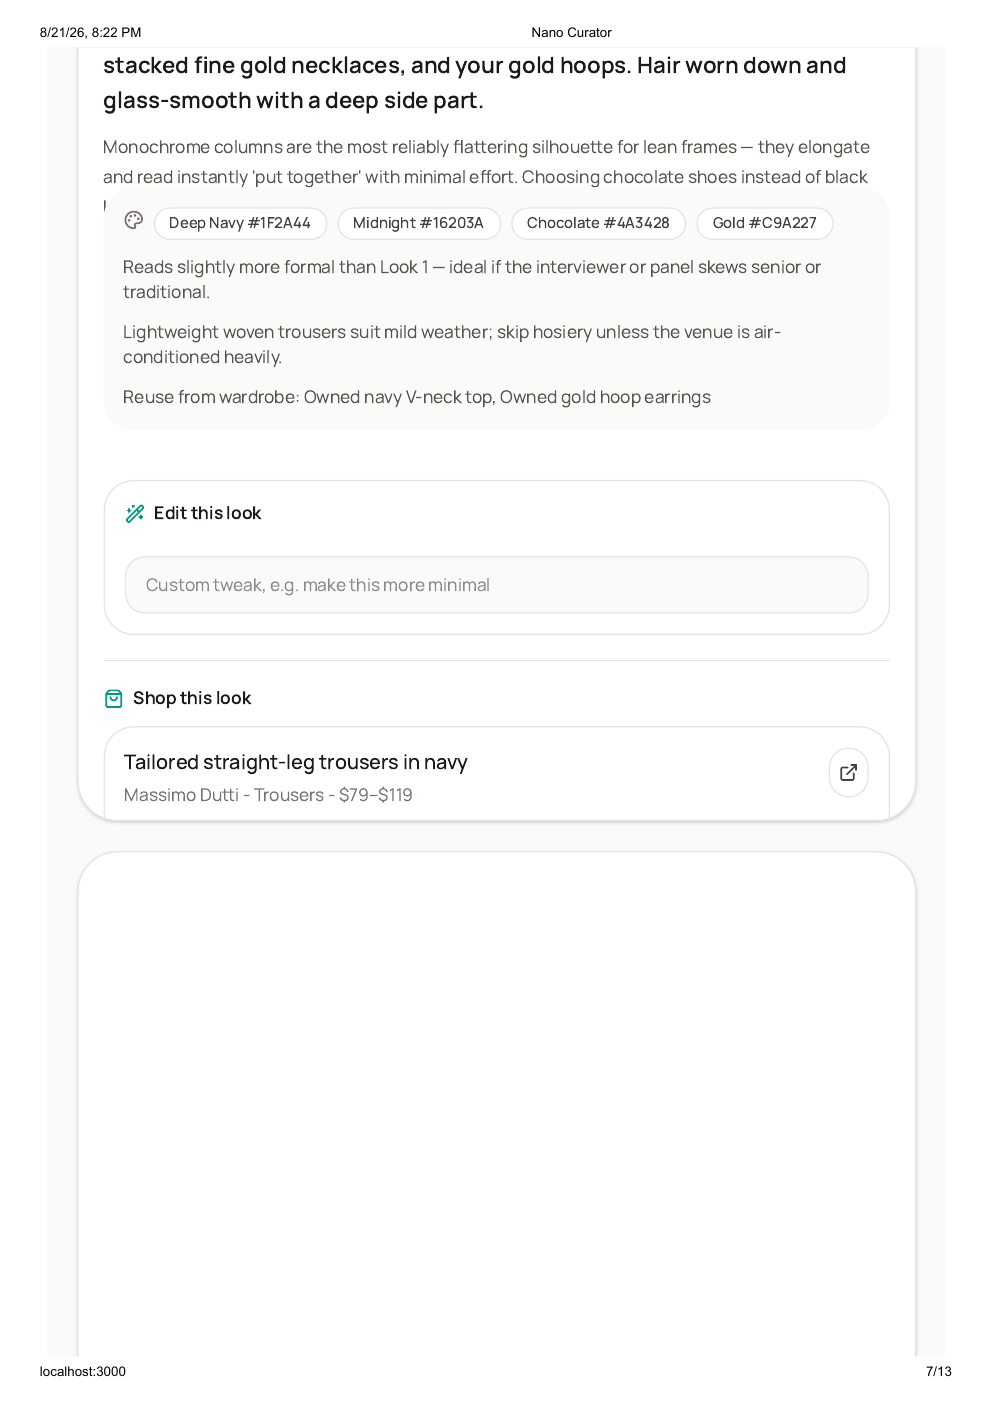 8/21/26, 8:22 PM
Nano Curator
stacked fine gold necklaces, and your gold hoops. Hair worn down and
glass-smooth with a deep side part.
Monochrome columns are the most reliably flattering silhouette for lean frames — they elongate
and read instantly 'put together' with minimal effort. Choosing chocolate shoes instead of black
Deep Navy #1F2A44
Midnight #16203A
Chocolate #4A3428
Gold #C9A227
Reads slightly more formal than Look 1 — ideal if the interviewer or panel skews senior or
traditional.
Lightweight woven trousers suit mild weather; skip hosiery unless the venue is air-
conditioned heavily.
Reuse from wardrobe: Owned navy V-neck top, Owned gold hoop earrings
Edit this look
Custom tweak, e.g. make this more minimal
Shop this look
Tailored straight-leg trousers in navy
Massimo Dutti - Trousers - $79–$119
localhost:3000
7/13